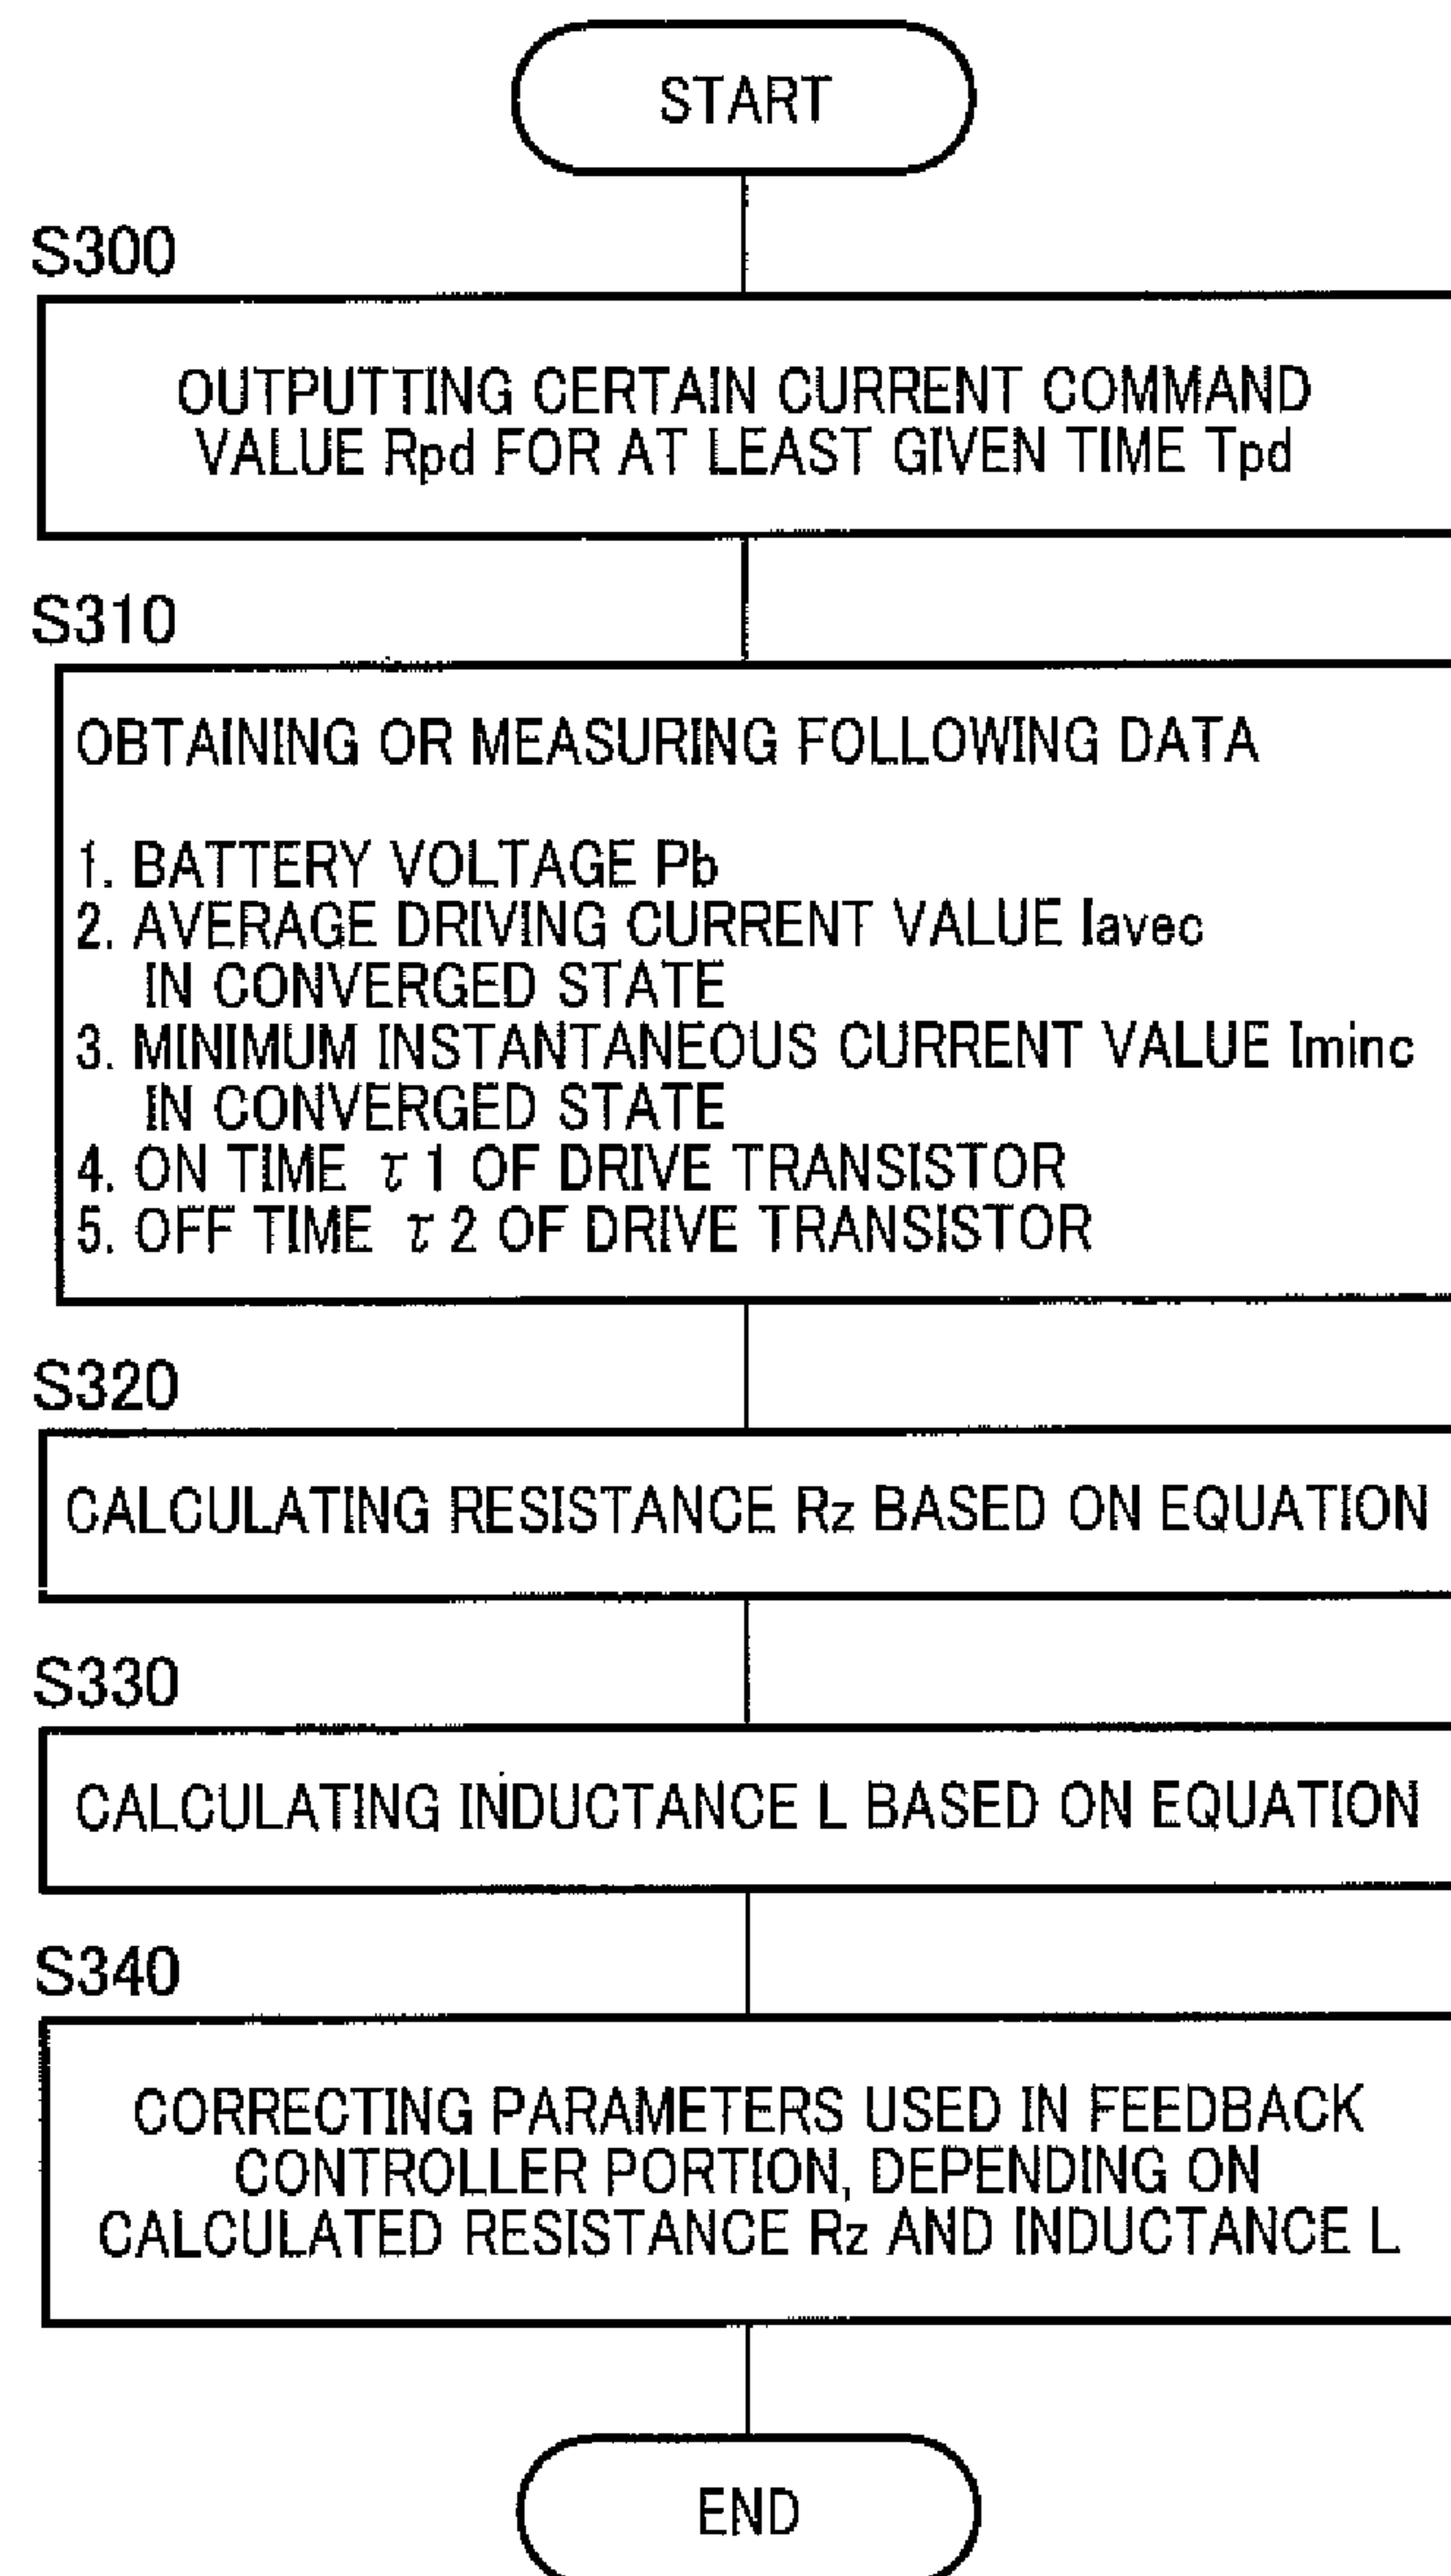 START
S300
OUTPUTTING CERTAIN CURRENT COMMAND
VALUE Rpd FOR AT LEAST GIVEN TIME Tpd
S310
OBTAINING OR MEASURING FOLLOWING DATA
1. BATTERY VOLTAGE Pb
2. AVERAGE DRIVING CURRENT VALUE Iavec
IN CONVERGED STATE
3. MINIMUM INSTANTANEOUS CURRENT VALUE Iminc
IN CONVERGED STATE
4. ON TIME τ1 OF DRIVE TRANSISTOR
5. OFF TIME τ2 OF DRIVE TRANSISTOR
S320
CALCULATING RESISTANCE Rz BASED ON EQUATION
S330
CALCULATING INDUCTANCE L BASED ON EQUATION
S340
CORRECTING PARAMETERS USED IN FEEDBACK
CONTROLLER PORTION, DEPENDING ON
CALCULATED RESISTANCE Rz AND INDUCTANCE L
END